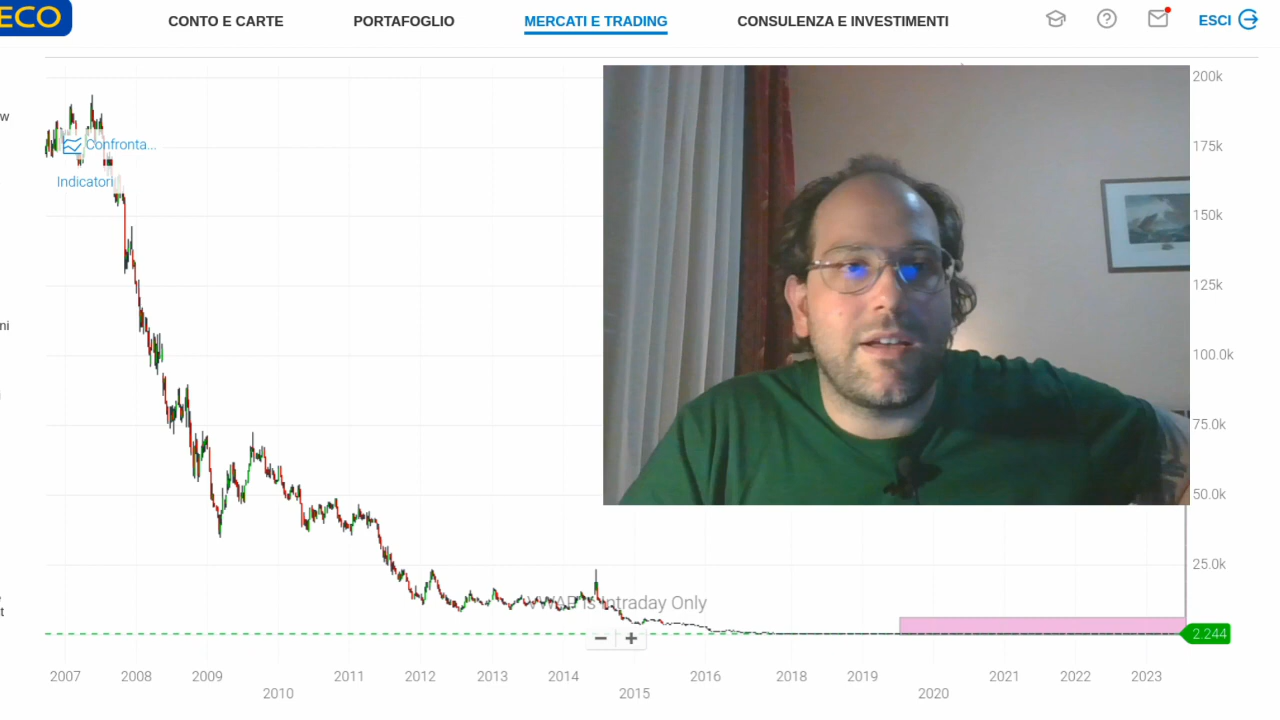 ECO
CONTO E CARTE
PORTAFOGLIO
MERCATI E TRADING
CONSULENZA E INVESTIMENTI
ESCI
w
Confronta...
Indicatori
ni
t
200k
175k
150k
125k
100.0k
75.0k
50.0k
25.0k
2.244
VWAP is Intraday Only
2007
2008
2009
2010
2011
2012
2013
2014
2015
2016
2018
2019
2020
2021
2022
2023